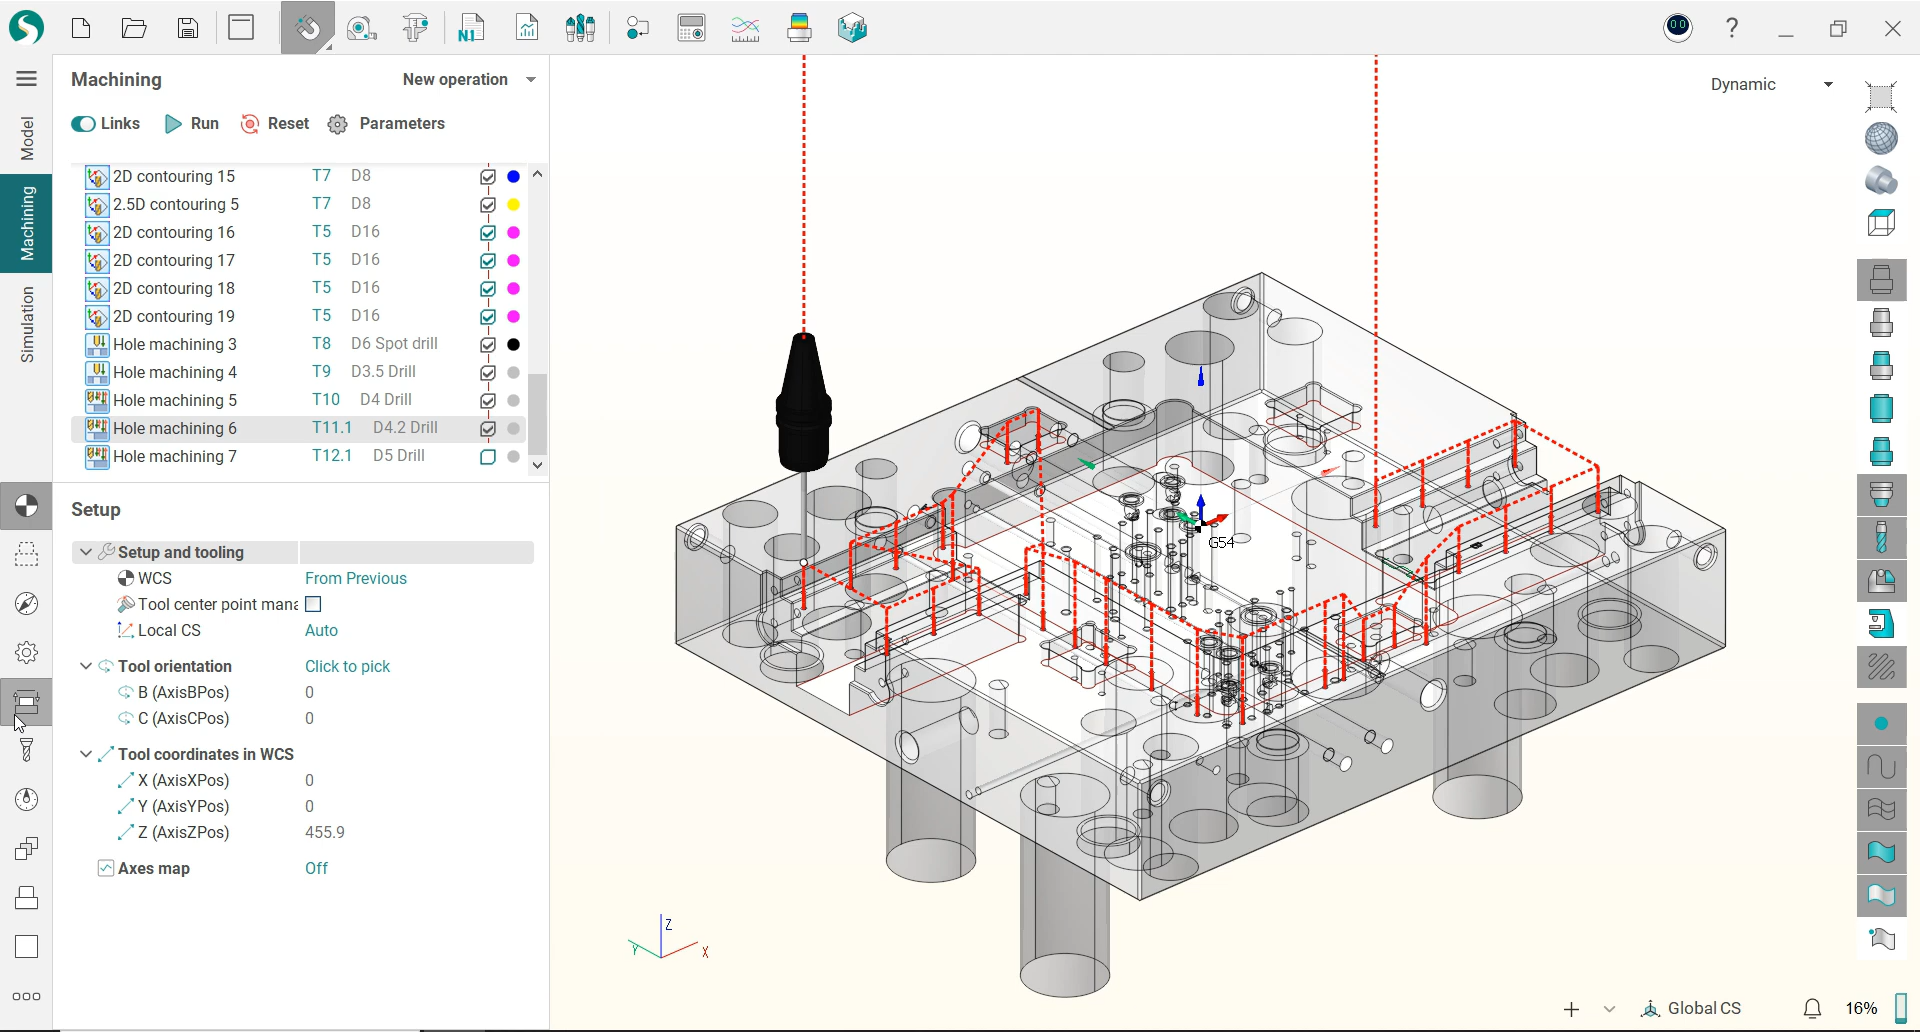 N1
Machining
New operation
Dynamic
Model
Machining
Simulation
Links
Run
Reset
Parameters
2D contouring 15 T7 D8
2.5D contouring 5 T7 D8
2D contouring 16 T5 D16
2D contouring 17 T5 D16
2D contouring 18 T5 D16
2D contouring 19 T5 D16
Hole machining 3 T8 D6 Spot drill
Hole machining 4 T9 D3.5 Drill
Hole machining 5 T10 D4 Drill
Hole machining 6 T11.1 D4.2 Drill
Hole machining 7 T12.1 D5 Drill
Setup
Setup and tooling
WCS From Previous
Tool center point mana
Local CS Auto
Tool orientation Click to pick
B (AxisBPos) 0
C (AxisCPos) 0
Tool coordinates in WCS
X (AxisXPos) 0
Y (AxisYPos) 0
Z (AxisZPos) 455.9
Axes map Off
G54
Z
Y
X
Global CS
16%